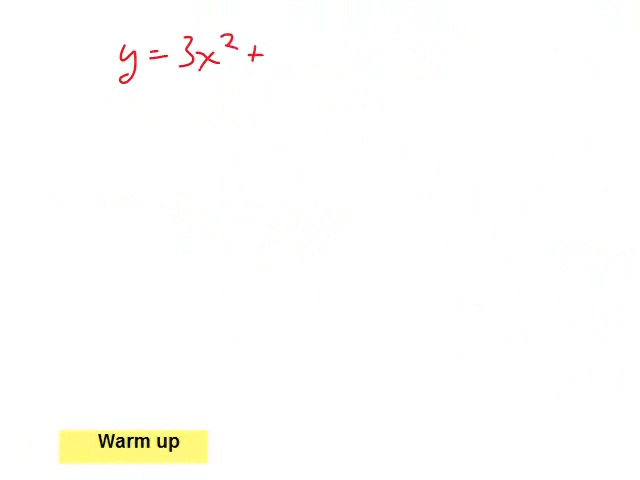 y = 3x² +
Warm up